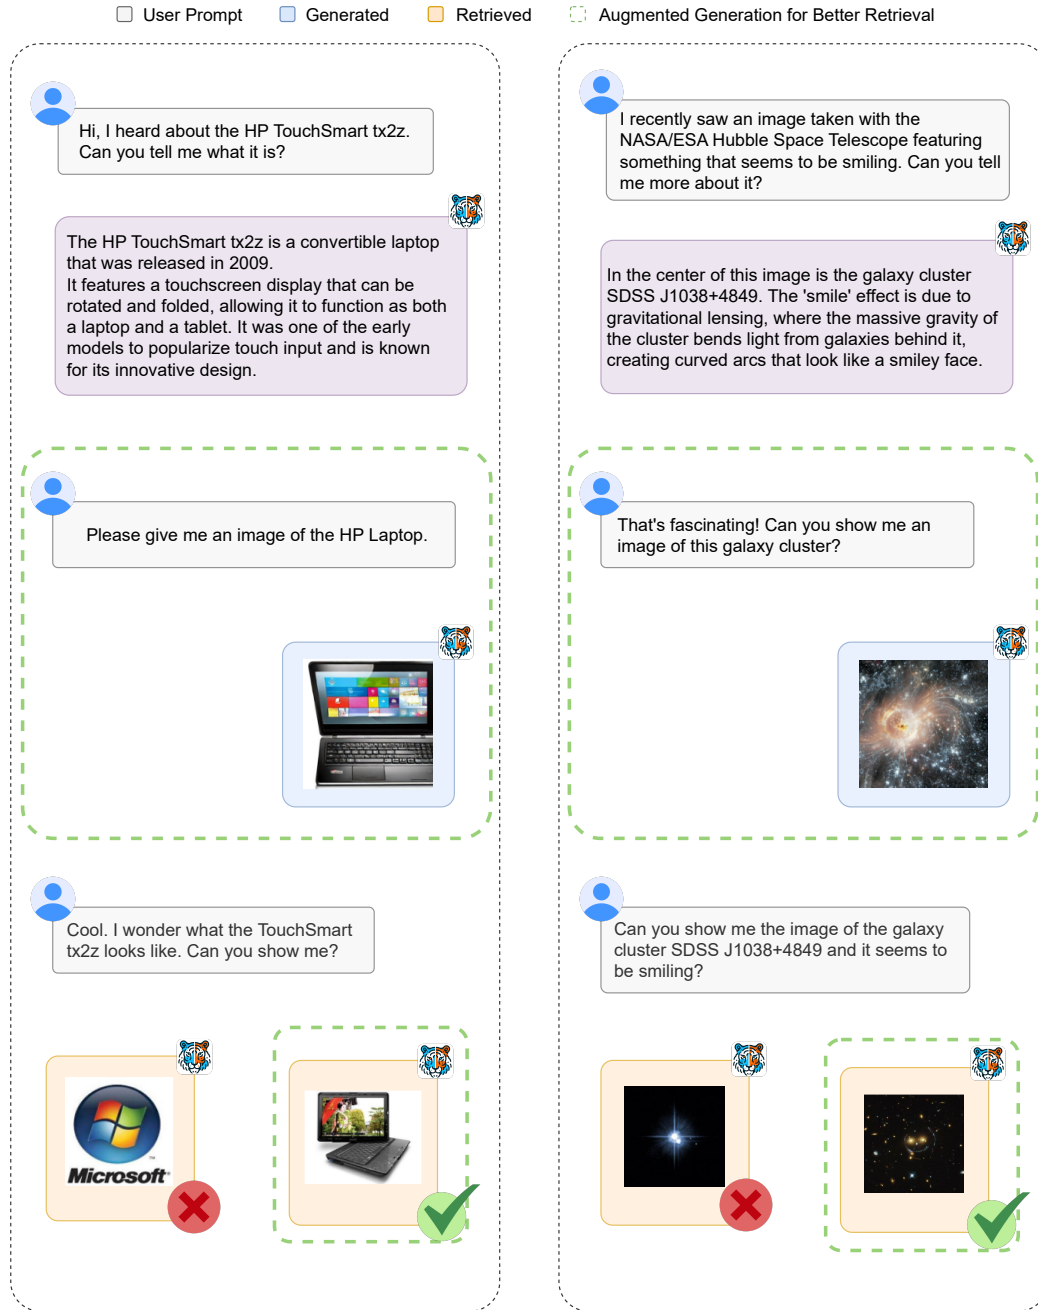 User Prompt
Generated
Retrieved
Augmented Generation for Better Retrieval
Hi, I heard about the HP TouchSmart tx2z.
Can you tell me what it is?
The HP TouchSmart tx2z is a convertible laptop
that was released in 2009.
It features a touchscreen display that can be
rotated and folded, allowing it to function as both
a laptop and a tablet. It was one of the early
models to popularize touch input and is known
for its innovative design.
Please give me an image of the HP Laptop.
Cool. I wonder what the TouchSmart
tx2z looks like. Can you show me?
Microsoft
I recently saw an image taken with the
NASA/ESA Hubble Space Telescope featuring
something that seems to be smiling. Can you tell
me more about it?
In the center of this image is the galaxy cluster
SDSS J1038+4849. The 'smile' effect is due to
gravitational lensing, where the massive gravity of
the cluster bends light from galaxies behind it,
creating curved arcs that look like a smiley face.
That's fascinating! Can you show me an
image of this galaxy cluster?
Can you show me the image of the galaxy
cluster SDSS J1038+4849 and it seems to
be smiling?